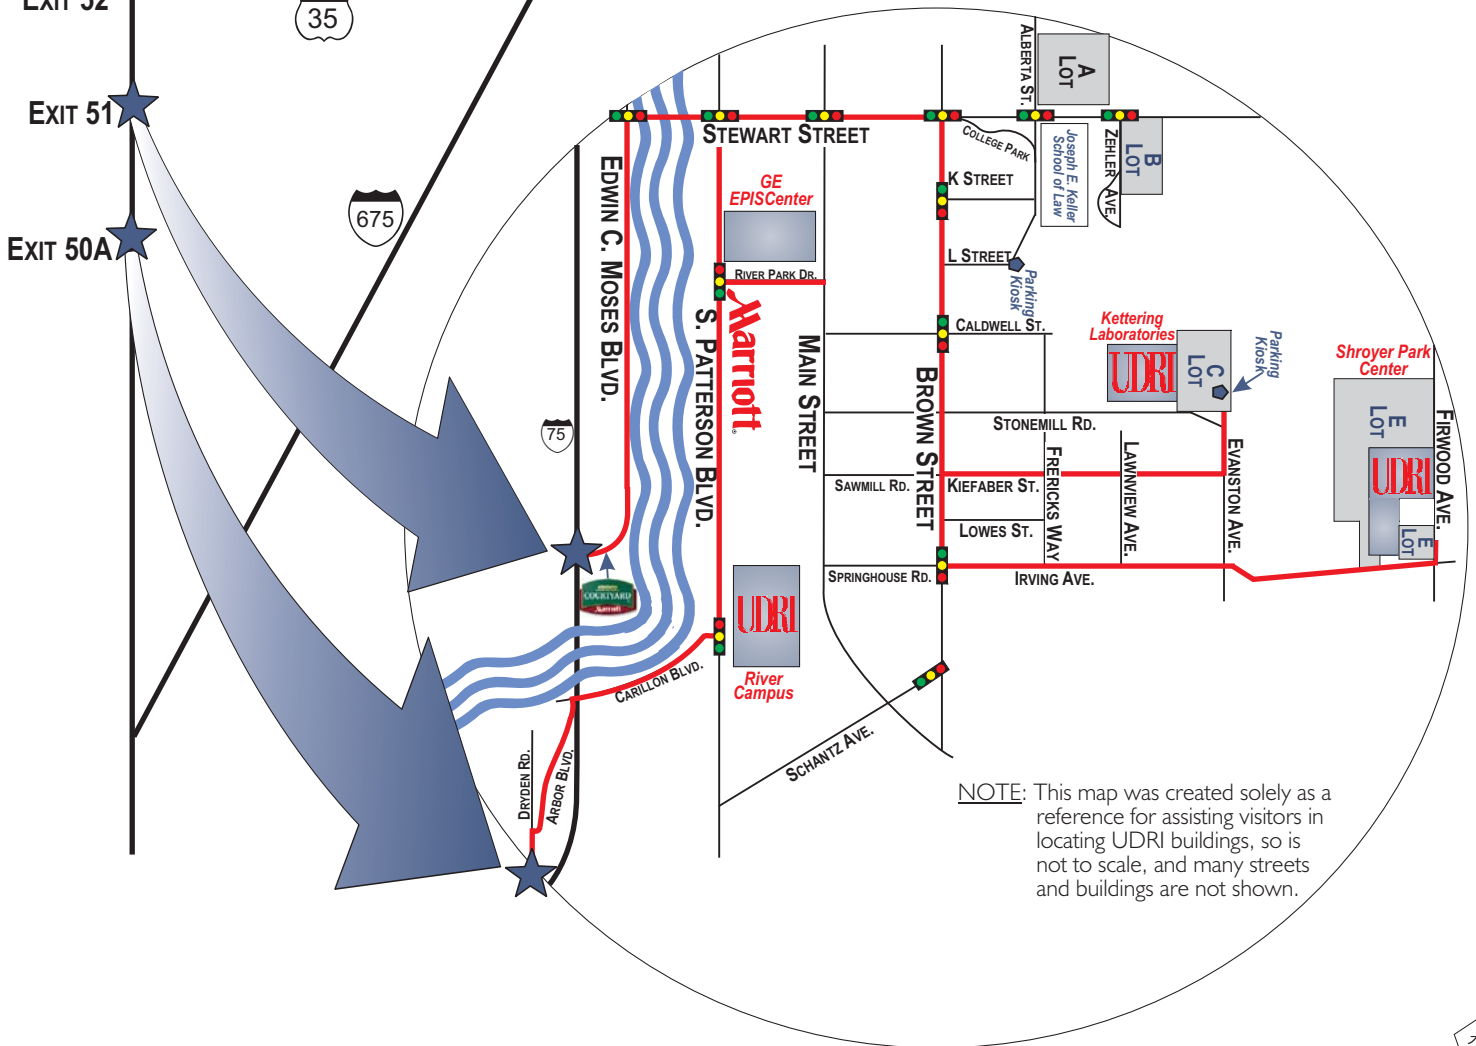 EXIT 52
35
EXIT 51
675
EXIT 50A
ALBERTA ST.
A
LOT
STEWART STREET
COLLEGE PARK
Joseph E. Keller
School of Law
ZEHLER AVE.
B
LOT
EDWIN C. MOSES BLVD.
GE
EPISCenter
K STREET
L STREET
Parking
Kiosk
RIVER PARK DR.
Marriott
S. PATTERSON BLVD.
MAIN STREET
BROWN STREET
CALDWELL ST.
Kettering
Laboratories
UDRI
C
LOT
Parking
Kiosk
Shroyer Park
Center
E
LOT
UDRI
E
LOT
FIRWOOD AVE.
75
STONEMILL RD.
SAWMILL RD.
KIEFABER ST.
FRERICKS WAY
LAWNVIEW AVE.
EVANSTON AVE.
LOWES ST.
SPRINGHOUSE RD.
IRVING AVE.
COURTYARD
Marriott
UDRI
River
Campus
CARILLON BLVD.
SCHANTZ AVE.
DRYDEN RD.
ARBOR BLVD.
NOTE: This map was created solely as a
reference for assisting visitors in
locating UDRI buildings, so is
not to scale, and many streets
and buildings are not shown.